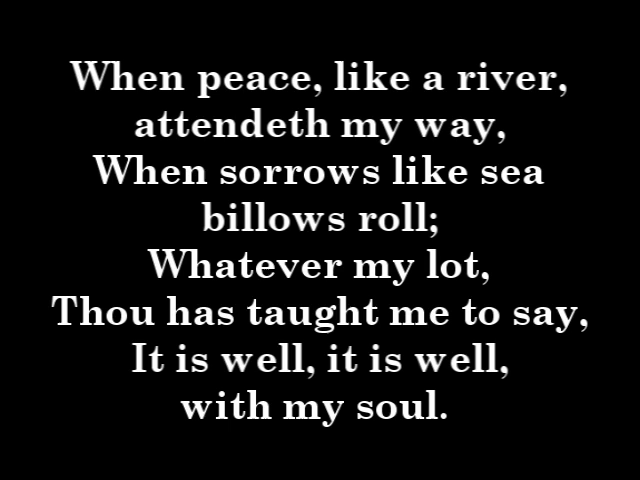 When peace, like a river,
attendeth my way,
When sorrows like sea
billows roll;
Whatever my lot,
Thou has taught me to say,
It is well, it is well,
with my soul.